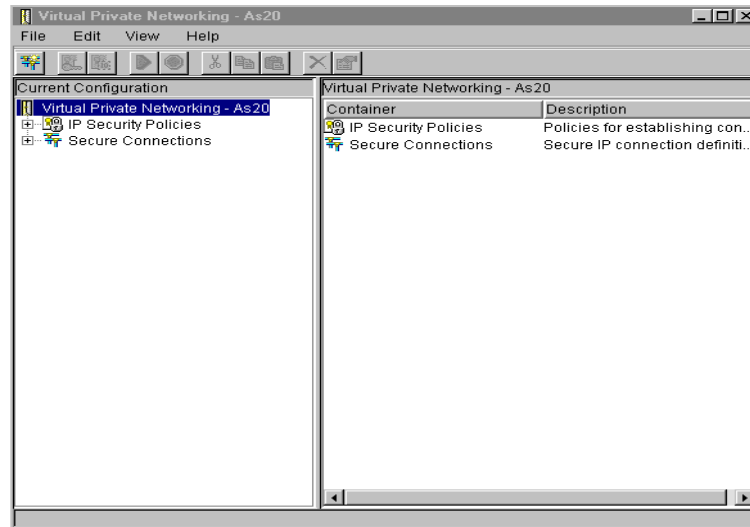 Virtual Private Networking - As20
File Edit View Help
Current Configuration
Virtual Private Networking - As20
IP Security Policies
Secure Connections
Virtual Private Networking - As20
Container Description
IP Security Policies Policies for establishing con...
Secure Connections Secure IP connection definiti...